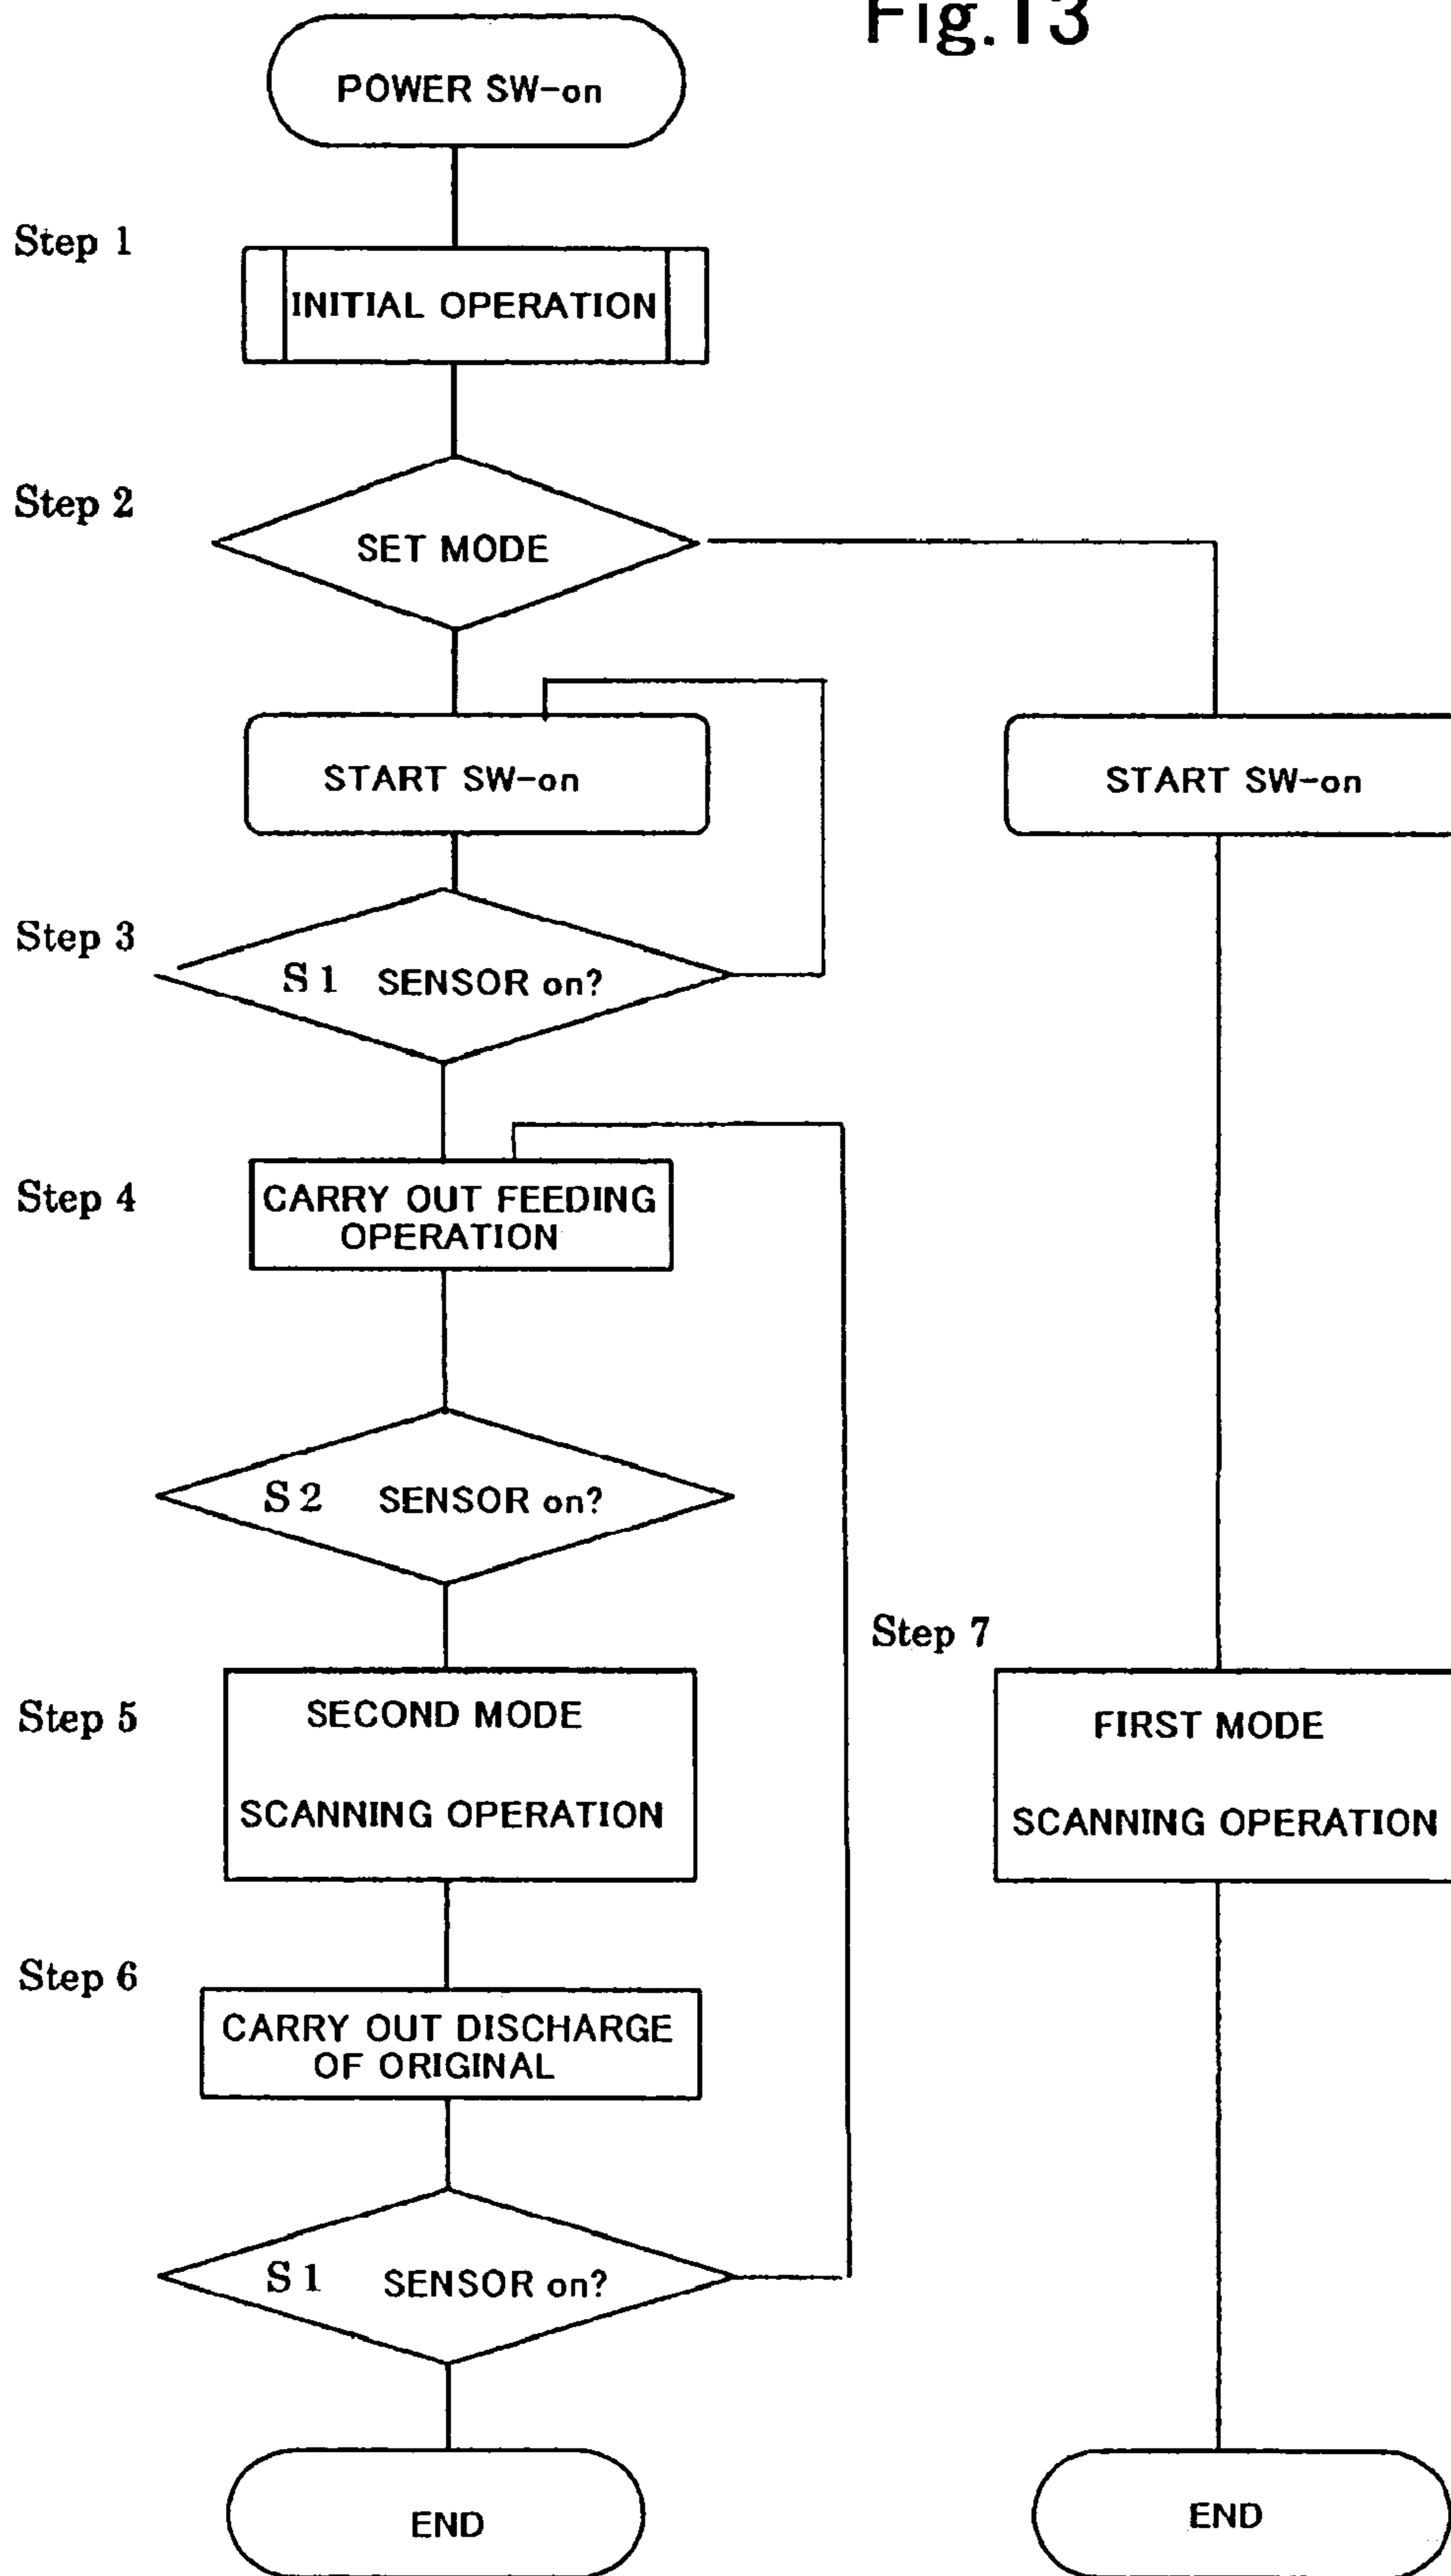 Fig.13
POWER SW-on
Step 1
INITIAL OPERATION
Step 2
SET MODE
START SW-on
START SW-on
Step 3
S1 SENSOR on?
Step 4
CARRY OUT FEEDING
OPERATION
S2 SENSOR on?
Step 5
SECOND MODE
SCANNING OPERATION
Step 7
FIRST MODE
SCANNING OPERATION
Step 6
CARRY OUT DISCHARGE
OF ORIGINAL
S1 SENSOR on?
END
END